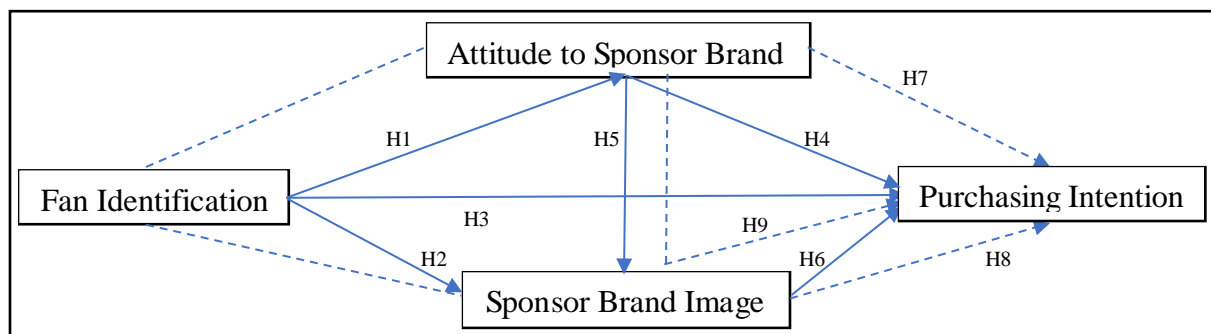 Attitude to Sponsor Brand
H7
H1
H5
H4
Fan Identification
Purchasing Intention
H3
H9
H2
H6
H8
Sponsor Brand Image